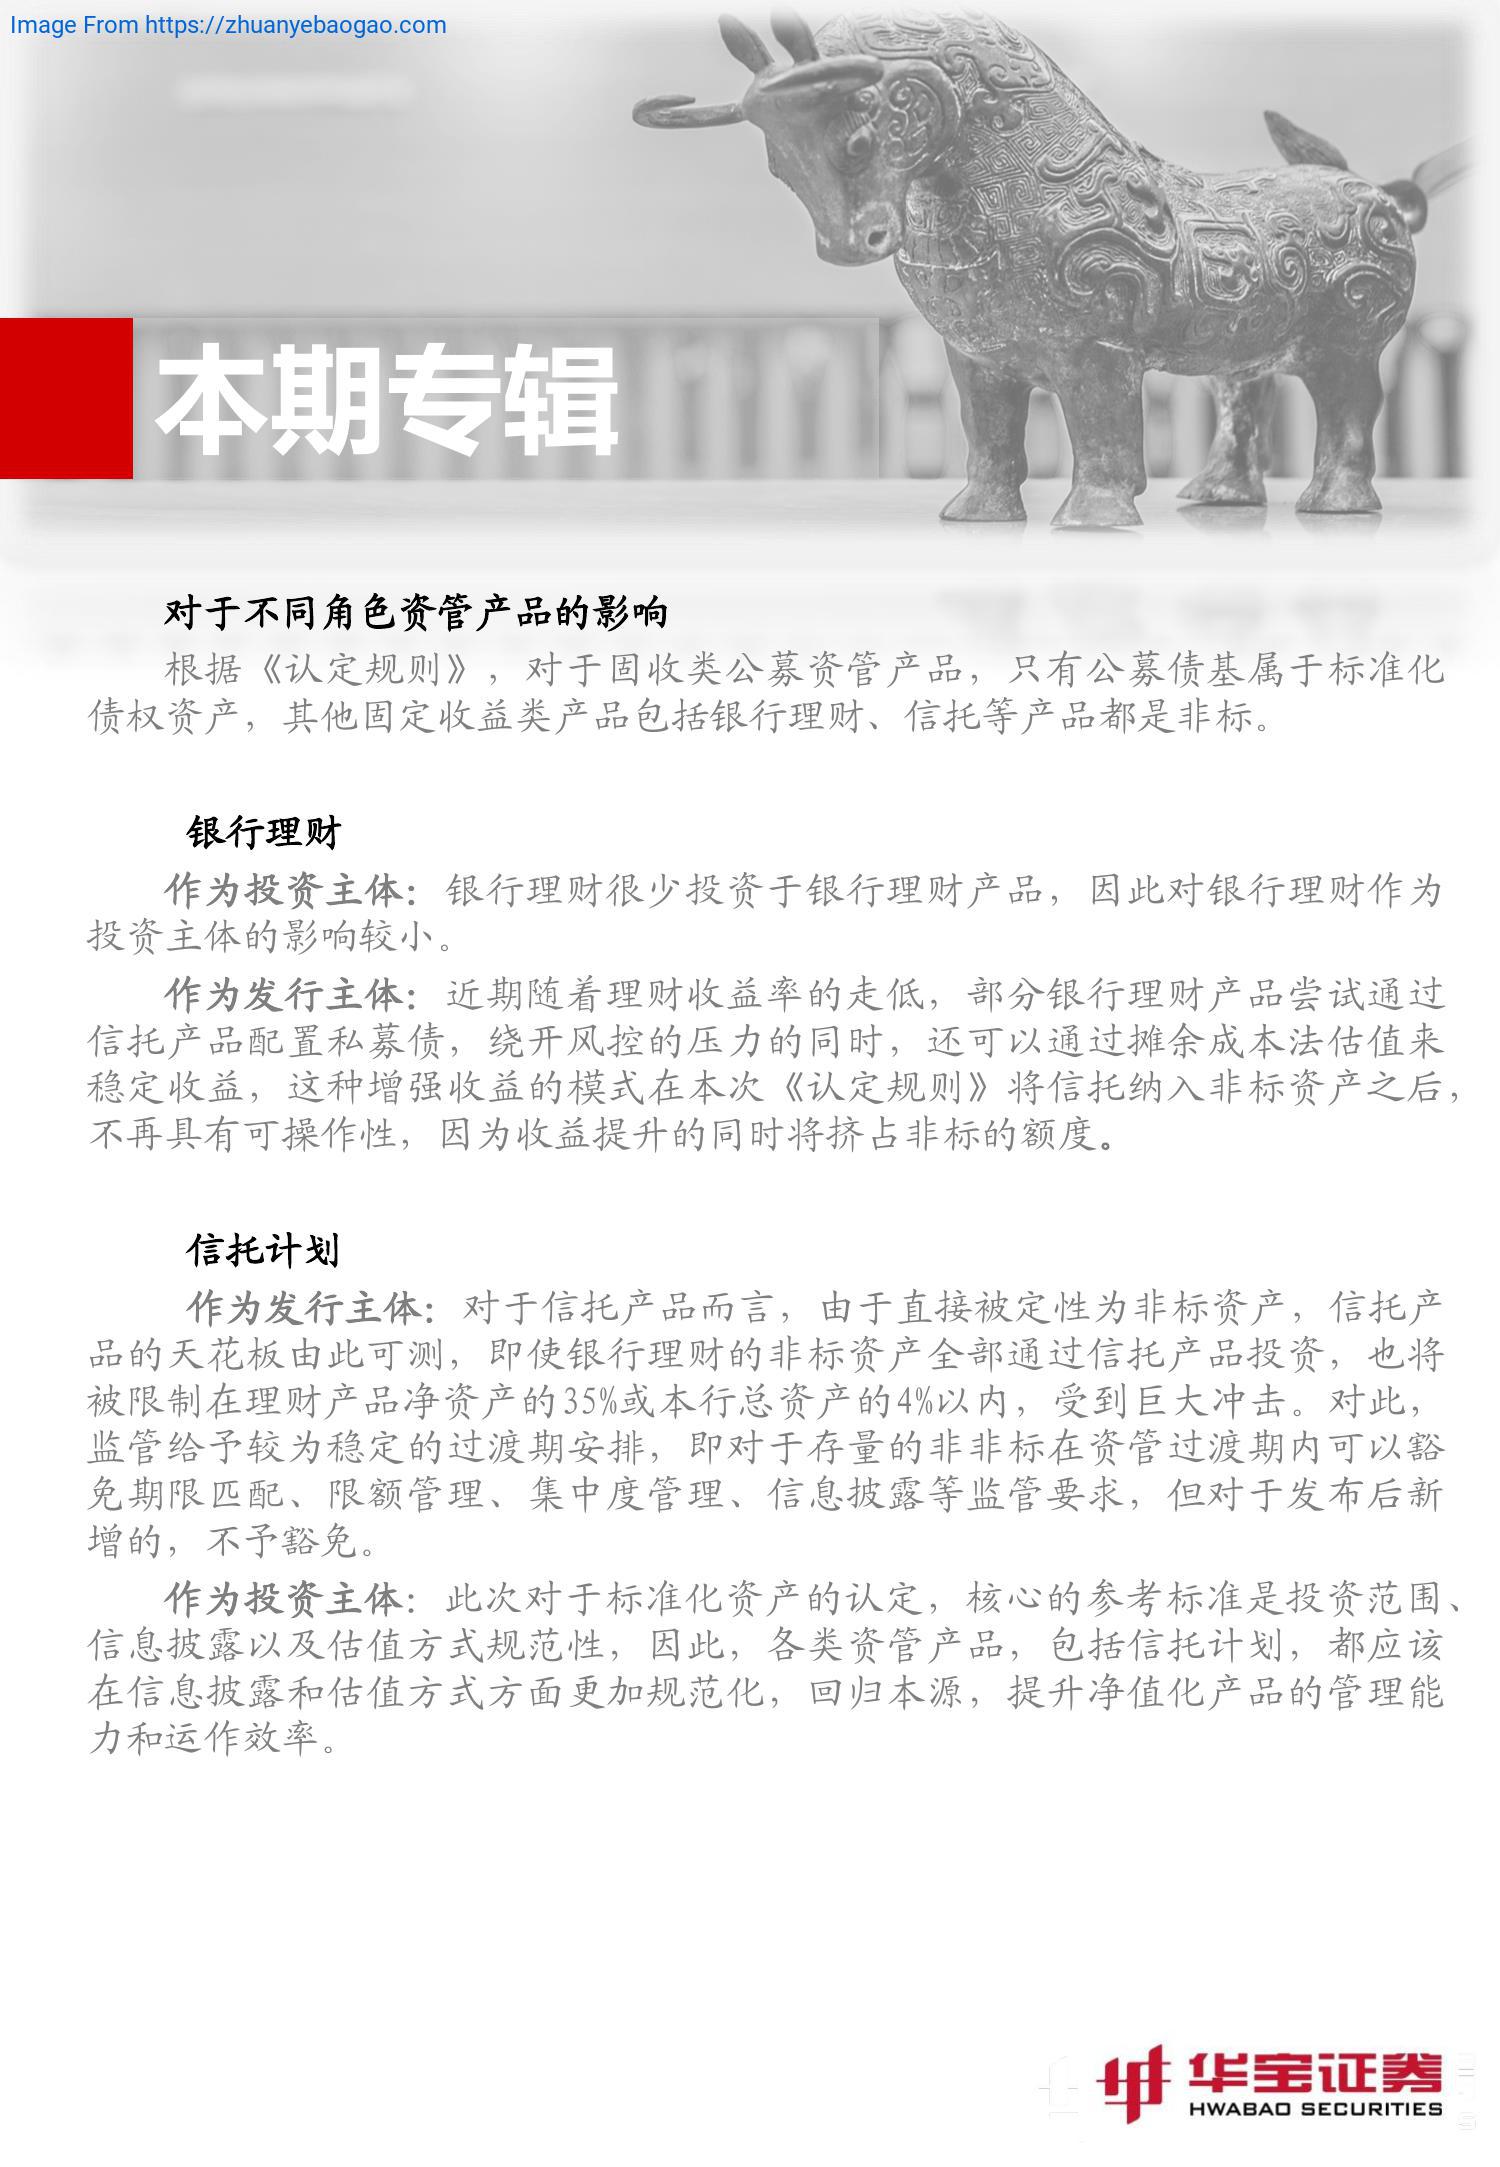 Image From https://zhuanyebaogao.com
本期专辑
对于不同角色资管产品的影响
根据《认定规则》，对于固收类公募资管产品，只有公募债基属于标准化
债权资产，其他固定收益类产品包括银行理财、信托等产品都是非标。
银行理财
作为投资主体：银行理财很少投资于银行理财产品，因此对银行理财作为
投资主体的影响较小。
作为发行主体：近期随着理财收益率的走低，部分银行理财产品尝试通过
信托产品配置私募债，绕开风控的压力的同时，还可以通过摊余成本法估值来
稳定收益，这种增强收益的模式在本次《认定规则》将信托纳入非标资产之后，
不再具有可操作性，因为收益提升的同时将挤占非标的额度。
信托计划
作为发行主体：对于信托产品而言，由于直接被定性为非标资产，信托产
品的天花板由此可测，即使银行理财的非标资产全部通过信托产品投资，也将
被限制在理财产品净资产的35%或本行总资产的4%以内，受到巨大冲击。对此，
监管给予较为稳定的过渡期安排，即对于存量的非非标在资管过渡期内可以豁
免期限匹配、限额管理、集中度管理、信息披露等监管要求，但对于发布后新
增的，不予豁免。
作为投资主体：此次对于标准化资产的认定，核心的参考标准是投资范围、
信息披露以及估值方式规范性，因此，各类资管产品，包括信托计划，都应该
在信息披露和估值方式方面更加规范化，回归本源，提升净值化产品的管理能
力和运作效率。
华宝证券
HWABAO SECURITIES